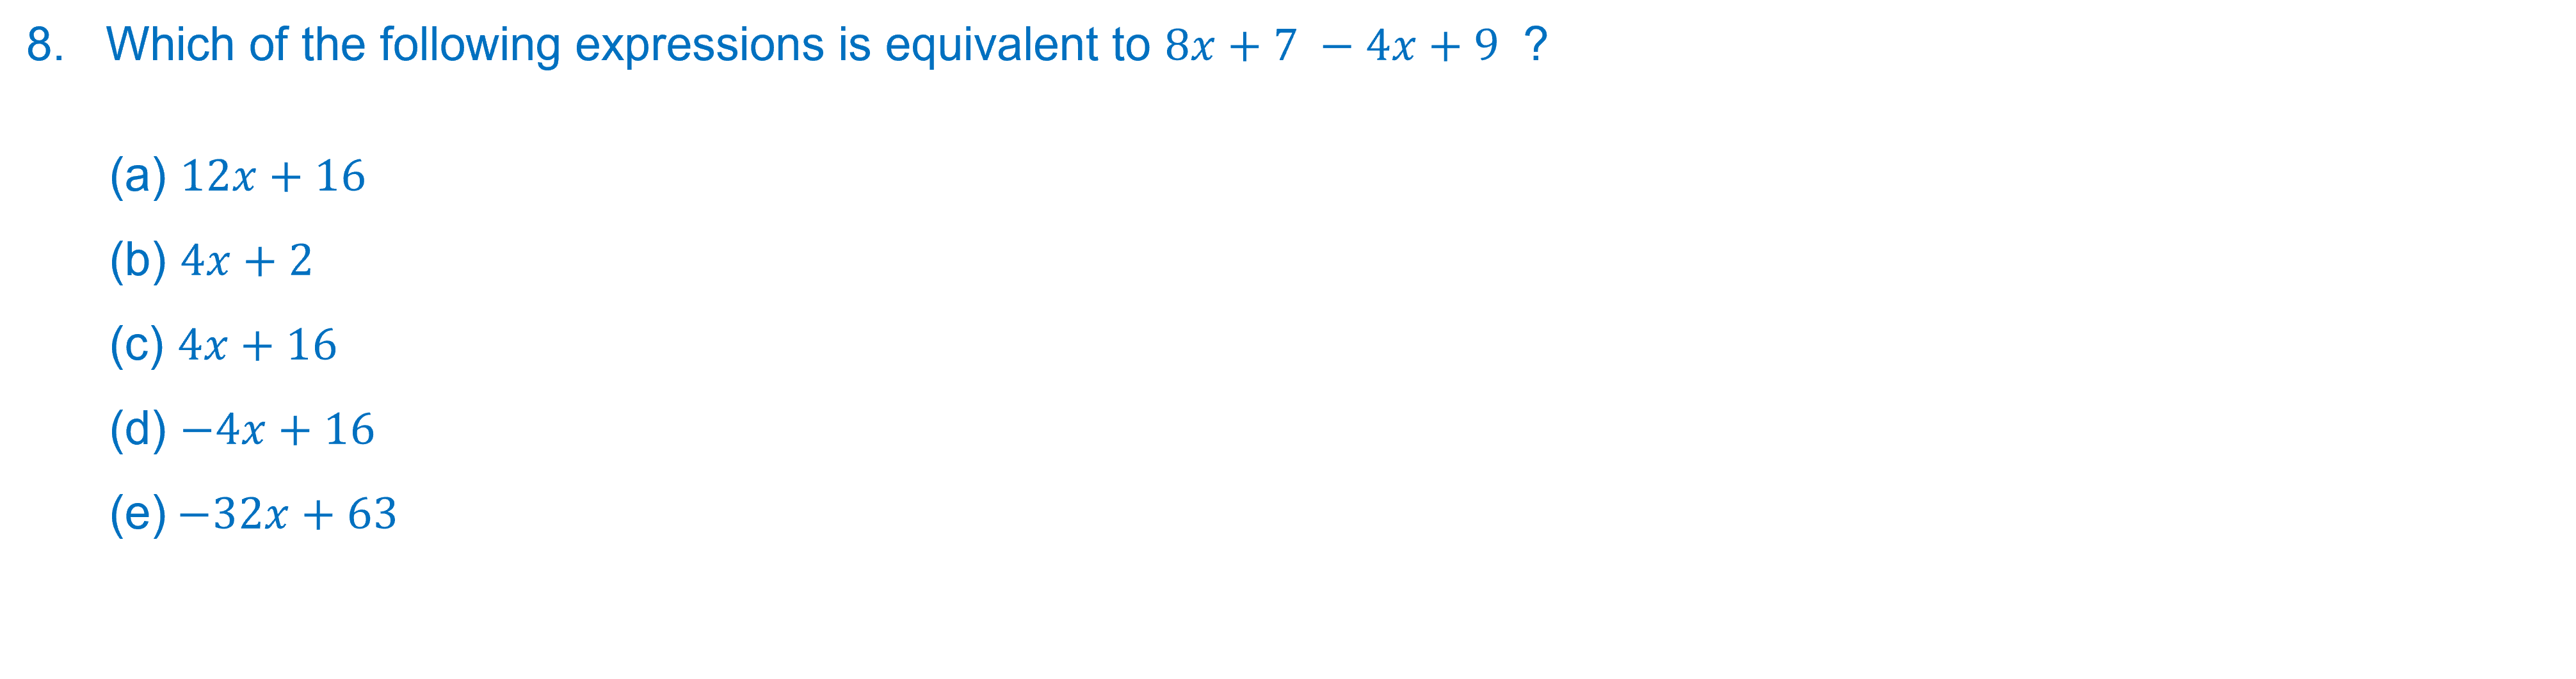 8. Which of the following expressions is equivalent to 8x + 7 − 4x + 9 ?
(a) 12x + 16
(b) 4x + 2
(c) 4x + 16
(d) −4x + 16
(e) −32x + 63